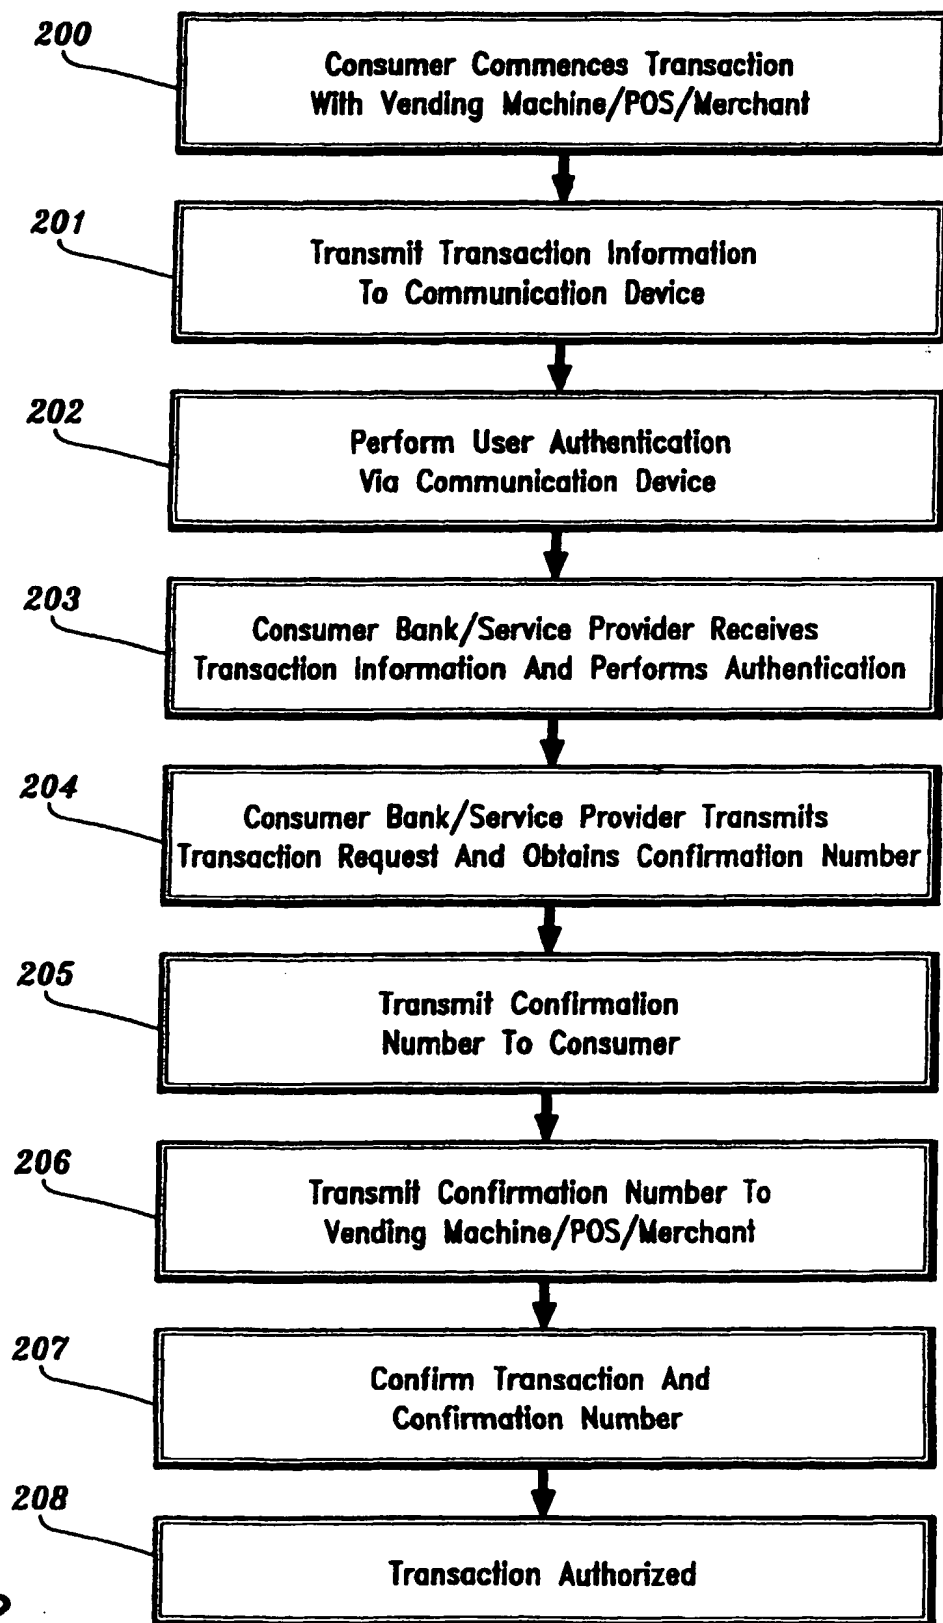 200
Consumer Commences Transaction
With Vending Machine/POS/Merchant
201
Transmit Transaction Information
To Communication Device
202
Perform User Authentication
Via Communication Device
203
Consumer Bank/Service Provider Receives
Transaction Information And Performs Authentication
204
Consumer Bank/Service Provider Transmits
Transaction Request And Obtains Confirmation Number
205
Transmit Confirmation
Number To Consumer
206
Transmit Confirmation Number To
Vending Machine/POS/Merchant
207
Confirm Transaction And
Confirmation Number
208
Transaction Authorized